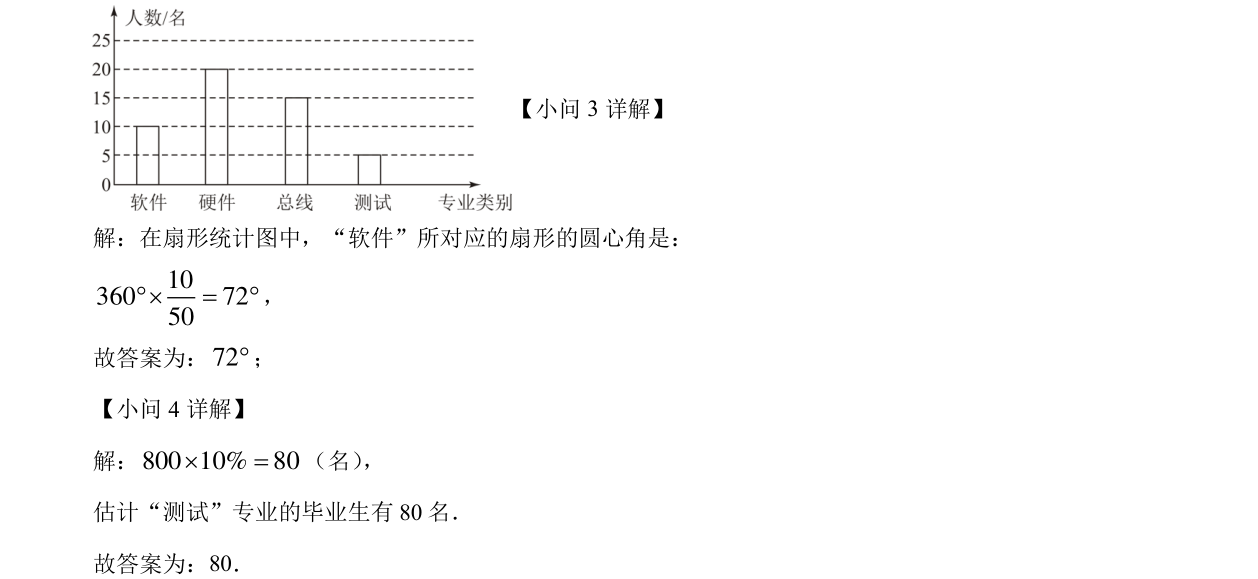 人数/名
25
20
15
10
5
0
软件 硬件 总线 测试 专业类别
【小问 3 详解】
解：在扇形统计图中，“软件”所对应的扇形的圆心角是：
360°×10/50=72°，
故答案为：72°；
【小问 4 详解】
解：800×10%=80（名），
估计“测试”专业的毕业生有 80 名．
故答案为：80．